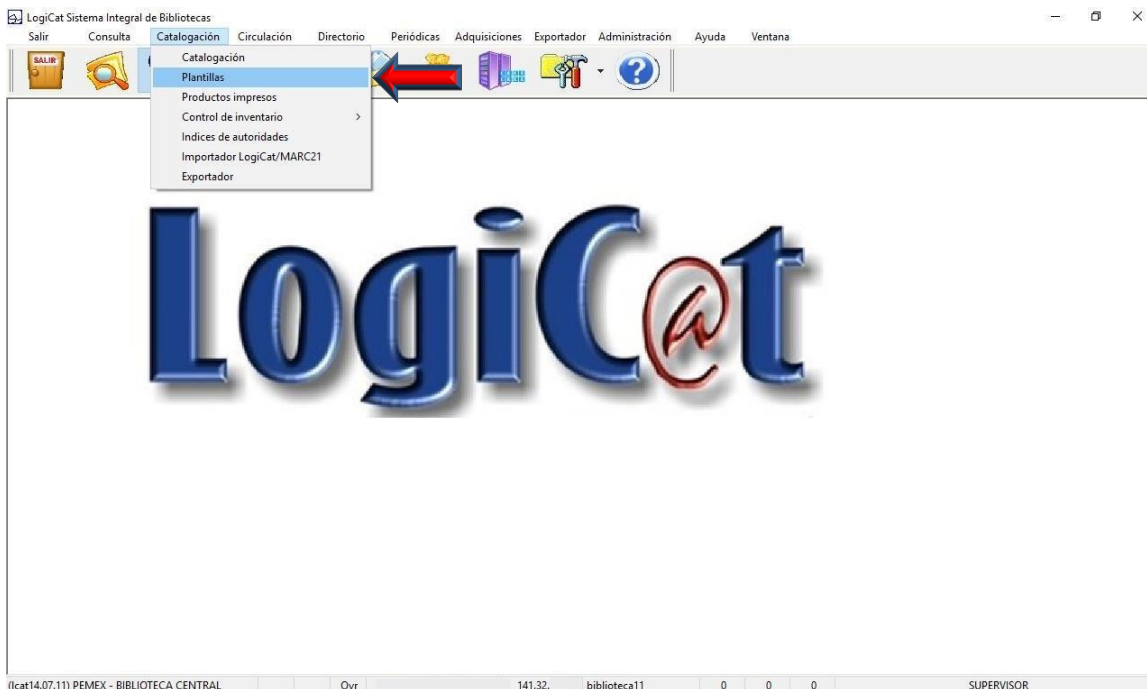 LogiCat Sistema Integral de Bibliotecas
Salir Consulta Catalogación Circulación Directorio Periódicas Adquisiciones Exportador Administración Ayuda Ventana
SALIR
Catalogación
Plantillas
Productos impresos
Control de inventario
Indices de autoridades
Importador LogiCat/MARC21
Exportador
LogiC@t
(lcat14.07.11) PEMEX - BIBLIOTECA CENTRAL Ovr 141.32. biblioteca11 0 0 0 SUPERVISOR